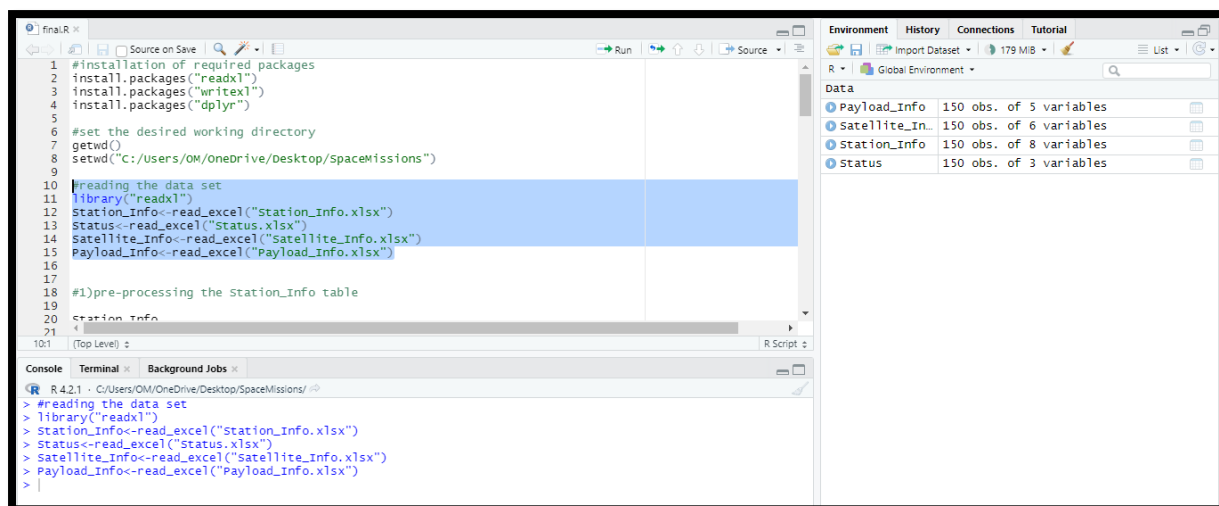 final.R
Source on Save
Run
Source
1 #installation of required packages
2 install.packages("readxl")
3 install.packages("writexl")
4 install.packages("dplyr")
5
6 #set the desired working directory
7 getwd()
8 setwd("C:/Users/OM/OneDrive/Desktop/SpaceMissions")
9
10 #reading the data set
11 library("readxl")
12 Station_Info<-read_excel("Station_Info.xlsx")
13 Status<-read_excel("Status.xlsx")
14 Satellite_Info<-read_excel("Satellite_Info.xlsx")
15 Payload_Info<-read_excel("Payload_Info.xlsx")
16
17
18 #1)pre-processing the Station_Info table
19
20 Station_Info
21
10:1 (Top Level) R Script
Console Terminal Background Jobs
R 4.2.1 · C:/Users/OM/OneDrive/Desktop/SpaceMissions/
> #reading the data set
> library("readxl")
> Station_Info<-read_excel("Station_Info.xlsx")
> Status<-read_excel("Status.xlsx")
> Satellite_Info<-read_excel("Satellite_Info.xlsx")
> Payload_Info<-read_excel("Payload_Info.xlsx")
>
Environment History Connections Tutorial
Import Dataset 179 MiB List
R Global Environment
Data
Payload_Info 150 obs. of 5 variables
Satellite_In… 150 obs. of 6 variables
Station_Info 150 obs. of 8 variables
Status 150 obs. of 3 variables